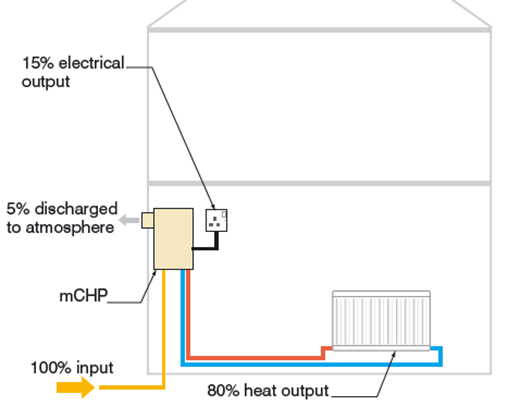 15% electrical
output
5% discharged
to atmosphere
mCHP
100% input
80% heat output